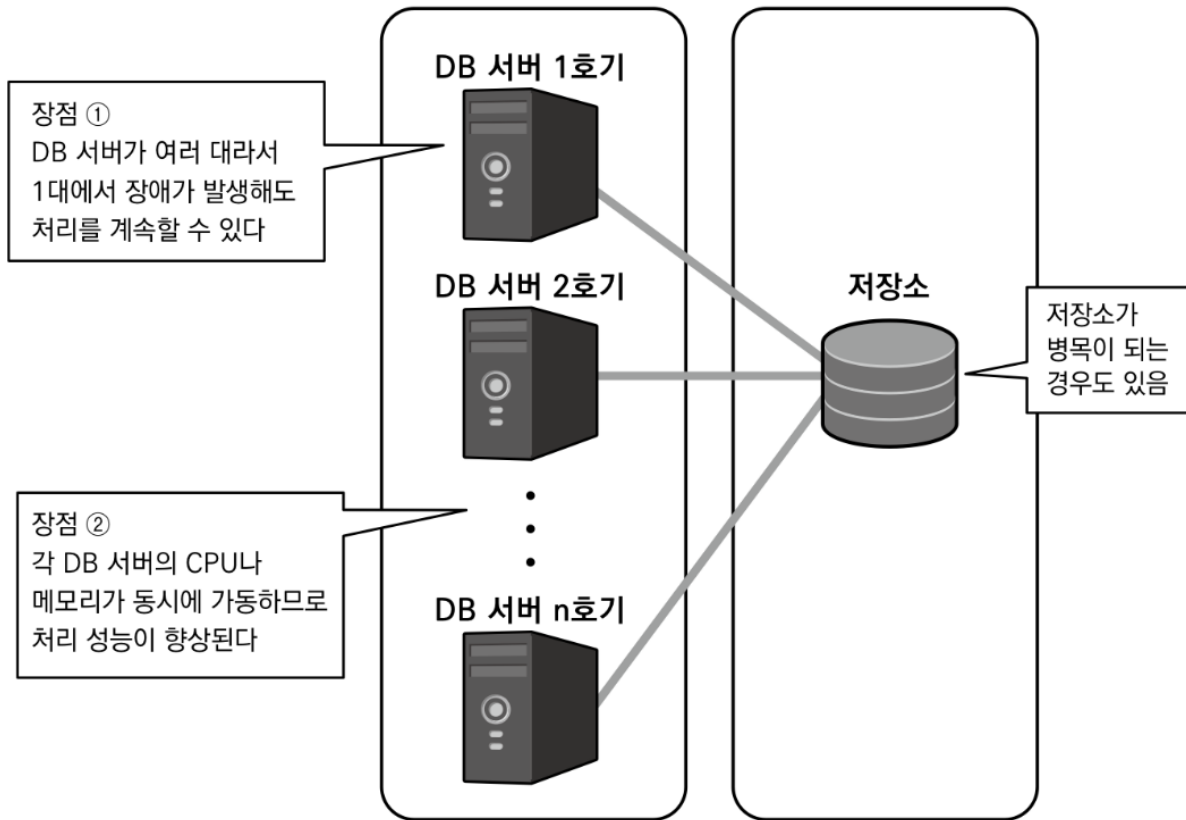 DB 서버 1호기
장점 ①
DB 서버가 여러 대라서
1대에서 장애가 발생해도
처리를 계속할 수 있다
DB 서버 2호기
저장소
저장소가
병목이 되는
경우도 있음
장점 ②
각 DB 서버의 CPU나
메모리가 동시에 가동하므로
처리 성능이 향상된다
DB 서버 n호기